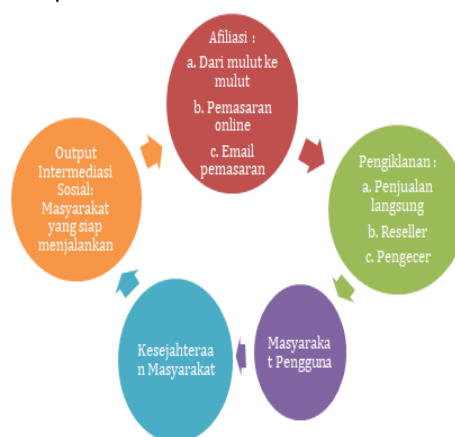 Afiliasi :
a. Dari mulut ke
mulut
b. Pemasaran
online
c. Email
pemasaran
Pengiklanan :
a. Penjualan
langsung
b. Reseller
c. Pengecer
Masyaraka
t Pengguna
Kesejahteraa
n Masyarakat
Output
Intermediasi
Sosial:
Masyarakat
yang siap
menjalankan